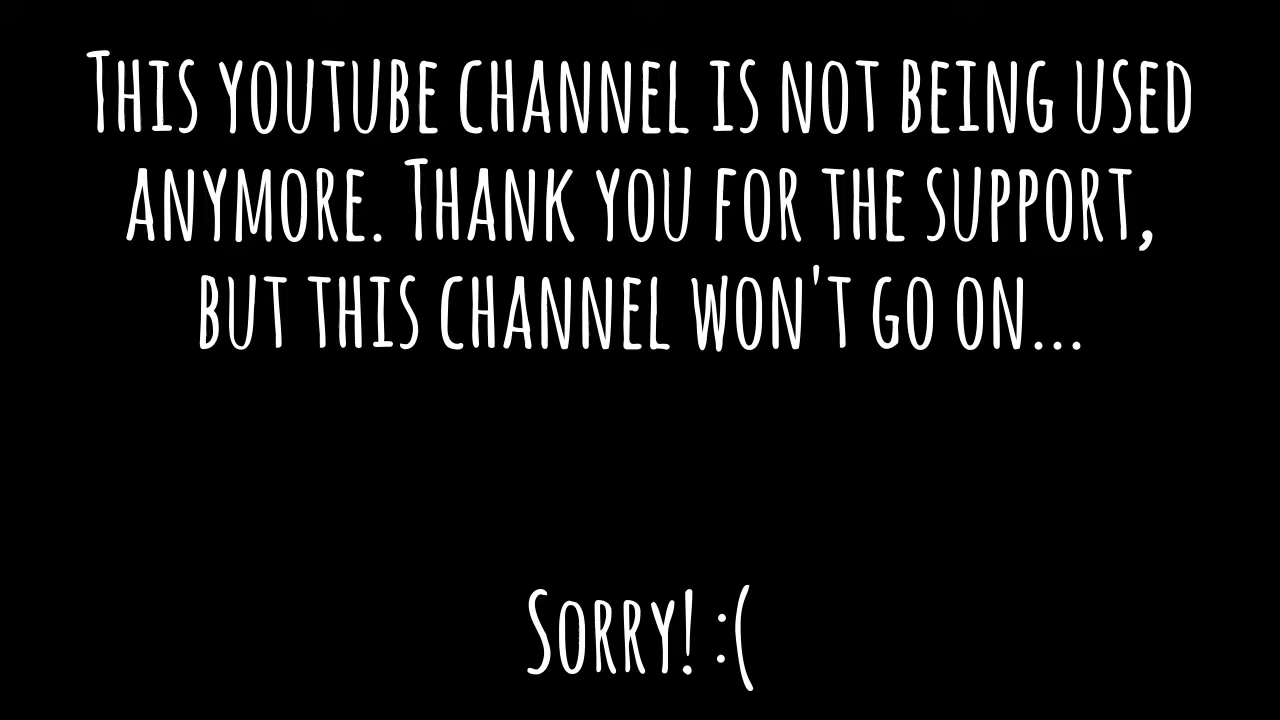 This youtube channel is not being used
anymore. Thank you for the support,
but this channel won't go on...
Sorry! :(